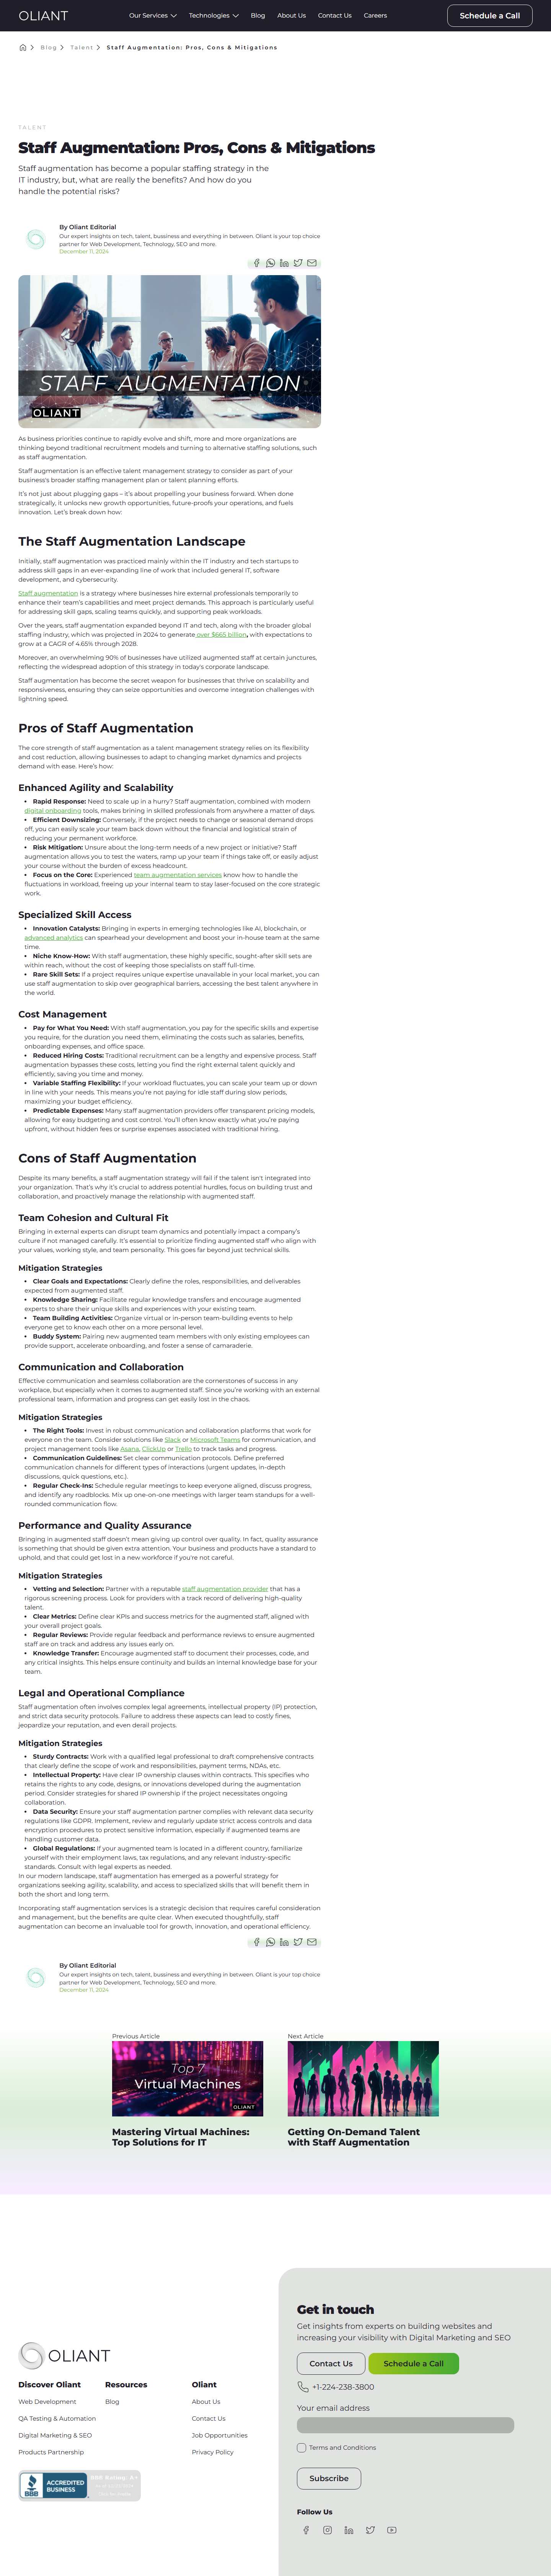 OLIANT
Our Services
Technologies
Blog
About Us
Contact Us
Careers
Schedule a Call
Blog
Talent
Staff Augmentation: Pros, Cons & Mitigations
TALENT
Staff Augmentation: Pros, Cons & Mitigations
Staff augmentation has become a popular staffing strategy in the
IT industry, but, what are really the benefits? And how do you
handle the potential risks?
By Oliant Editorial
Our expert insights on tech, talent, bussiness and everything in between. Oliant is your top choice
partner for Web Development, Technology, SEO and more.
December 11, 2024
STAFF AUGMENTATION
OLIANT
As business priorities continue to rapidly evolve and shift, more and more organizations are
thinking beyond traditional recruitment models and turning to alternative staffing solutions, such
as staff augmentation.
Staff augmentation is an effective talent management strategy to consider as part of your
business's broader staffing management plan or talent planning efforts.
It's not just about plugging gaps – it's about propelling your business forward. When done
strategically, it unlocks new growth opportunities, future-proofs your operations, and fuels
innovation. Let's break down how:
The Staff Augmentation Landscape
Initially, staff augmentation was practiced mainly within the IT industry and tech startups to
address skill gaps in an ever-expanding line of work that included general IT, software
development, and cybersecurity.
Staff augmentation is a strategy where businesses hire external professionals temporarily to
enhance their team's capabilities and meet project demands. This approach is particularly useful
for addressing skill gaps, scaling teams quickly, and supporting peak workloads.
Over the years, staff augmentation expanded beyond IT and tech, along with the broader global
staffing industry, which was projected in 2024 to generate over $665 billion, with expectations to
grow at a CAGR of 4.65% through 2028.
Moreover, an overwhelming 90% of businesses have utilized augmented staff at certain junctures,
reflecting the widespread adoption of this strategy in today's corporate landscape.
Staff augmentation has become the secret weapon for businesses that thrive on scalability and
responsiveness, ensuring they can seize opportunities and overcome integration challenges with
lightning speed.
Pros of Staff Augmentation
The core strength of staff augmentation as a talent management strategy relies on its flexibility
and cost reduction, allowing businesses to adapt to changing market dynamics and projects
demand with ease. Here's how:
Enhanced Agility and Scalability
• Rapid Response: Need to scale up in a hurry? Staff augmentation, combined with modern
digital onboarding tools, makes brining in skilled professionals from anywhere a matter of days.
• Efficient Downsizing: Conversely, if the project needs to change or seasonal demand drops
off, you can easily scale your team back down without the financial and logistical strain of
reducing your permanent workforce.
• Risk Mitigation: Unsure about the long-term needs of a new project or initiative? Staff
augmentation allows you to test the waters, ramp up your team if things take off, or easily adjust
your course without the burden of excess headcount.
• Focus on the Core: Experienced team augmentation services know how to handle the
fluctuations in workload, freeing up your internal team to stay laser-focused on the core strategic
work.
Specialized Skill Access
• Innovation Catalysts: Bringing in experts in emerging technologies like AI, blockchain, or
advanced analytics can spearhead your development and boost your in-house team at the same
time.
• Niche Know-How: With staff augmentation, these highly specific, sought-after skill sets are
within reach, without the cost of keeping those specialists on staff full-time.
• Rare Skill Sets: If a project requires unique expertise unavailable in your local market, you can
use staff augmentation to skip over geographical barriers, accessing the best talent anywhere in
the world.
Cost Management
• Pay for What You Need: With staff augmentation, you pay for the specific skills and expertise
you require, for the duration you need them, eliminating the costs such as salaries, benefits,
onboarding expenses, and office space.
• Reduced Hiring Costs: Traditional recruitment can be a lengthy and expensive process. Staff
augmentation bypasses these costs, letting you find the right external talent quickly and
efficiently, saving you time and money.
• Variable Staffing Flexibility: If your workload fluctuates, you can scale your team up or down
in line with your needs. This means you're not paying for idle staff during slow periods,
maximizing your budget efficiency.
• Predictable Expenses: Many staff augmentation providers offer transparent pricing models,
allowing for easy budgeting and cost control. You'll often know exactly what you're paying
upfront, without hidden fees or surprise expenses associated with traditional hiring.
Cons of Staff Augmentation
Despite its many benefits, a staff augmentation strategy will fail if the talent isn't integrated into
your organization. That's why it's crucial to address potential hurdles, focus on building trust and
collaboration, and proactively manage the relationship with augmented staff.
Team Cohesion and Cultural Fit
Bringing in external experts can disrupt team dynamics and potentially impact a company's
culture if not managed carefully. It's essential to prioritize finding augmented staff who align with
your values, working style, and team personality. This goes far beyond just technical skills.
Mitigation Strategies
• Clear Goals and Expectations: Clearly define the roles, responsibilities, and deliverables
expected from augmented staff.
• Knowledge Sharing: Facilitate regular knowledge transfers and encourage augmented
experts to share their unique skills and experiences with your existing team.
• Team Building Activities: Organize virtual or in-person team-building events to help
everyone get to know each other on a more personal level.
• Buddy System: Pairing new augmented team members with only existing employees can
provide support, accelerate onboarding, and foster a sense of camaraderie.
Communication and Collaboration
Effective communication and seamless collaboration are the cornerstones of success in any
workplace, but especially when it comes to augmented staff. Since you're working with an external
professional team, information and progress can get easily lost in the chaos.
Mitigation Strategies
• The Right Tools: Invest in robust communication and collaboration platforms that work for
everyone on the team. Consider solutions like Slack or Microsoft Teams for communication, and
project management tools like Asana, ClickUp or Trello to track tasks and progress.
• Communication Guidelines: Set clear communication protocols. Define preferred
communication channels for different types of interactions (urgent updates, in-depth
discussions, quick questions, etc.).
• Regular Check-Ins: Schedule regular meetings to keep everyone aligned, discuss progress,
and identify any roadblocks. Mix up one-on-one meetings with larger team standups for a well-
rounded communication flow.
Performance and Quality Assurance
Bringing in augmented staff doesn't mean giving up control over quality. In fact, quality assurance
is something that should be given extra attention. Your business and products have a standard to
uphold, and that could get lost in a new workforce if you're not careful.
Mitigation Strategies
• Vetting and Selection: Partner with a reputable staff augmentation provider that has a
rigorous screening process. Look for providers with a track record of delivering high-quality
talent.
• Clear Metrics: Define clear KPIs and success metrics for the augmented staff, aligned with
your overall project goals.
• Regular Reviews: Provide regular feedback and performance reviews to ensure augmented
staff are on track and address any issues early on.
• Knowledge Transfer: Encourage augmented staff to document their processes, code, and
any critical insights. This helps ensure continuity and builds an internal knowledge base for your
team.
Legal and Operational Compliance
Staff augmentation often involves complex legal agreements, intellectual property (IP) protection,
and strict data security protocols. Failure to address these aspects can lead to costly fines,
jeopardize your reputation, and even derail projects.
Mitigation Strategies
• Sturdy Contracts: Work with a qualified legal professional to draft comprehensive contracts
that clearly define the scope of work and responsibilities, payment terms, NDAs, etc.
• Intellectual Property: Have clear IP ownership clauses within contracts. This specifies who
retains the rights to any code, designs, or innovations developed during the augmentation
period. Consider strategies for shared IP ownership if the project necessitates ongoing
collaboration.
• Data Security: Ensure your staff augmentation partner complies with relevant data security
regulations like GDPR. Implement, review and regularly update strict access controls and data
encryption procedures to protect sensitive information, especially if augmented teams are
handling customer data.
• Global Regulations: If your augmented team is located in a different country, familiarize
yourself with their employment laws, tax regulations, and any relevant industry-specific
standards. Consult with legal experts as needed.
In our modern landscape, staff augmentation has emerged as a powerful strategy for
organizations seeking agility, scalability, and access to specialized skills that will benefit them in
both the short and long term.
Incorporating staff augmentation services is a strategic decision that requires careful consideration
and management, but the benefits are quite clear. When executed thoughtfully, staff
augmentation can become an invaluable tool for growth, innovation, and operational efficiency.
By Oliant Editorial
Our expert insights on tech, talent, bussiness and everything in between. Oliant is your top choice
partner for Web Development, Technology, SEO and more.
December 11, 2024
Previous Article
Top 7
Virtual Machines
OLIANT
Mastering Virtual Machines:
Top Solutions for IT
Next Article
Getting On-Demand Talent
with Staff Augmentation
OLIANT
Discover Oliant
Web Development
QA Testing & Automation
Digital Marketing & SEO
Products Partnership
Resources
Blog
Oliant
About Us
Contact Us
Job Opportunities
Privacy Policy
BBB
ACCREDITED
BUSINESS
BBB Rating: A+
Get in touch
Get insights from experts on building websites and
increasing your visibility with Digital Marketing and SEO
Contact Us
Schedule a Call
+1-224-238-3800
Your email address
Terms and Conditions
Subscribe
Follow Us